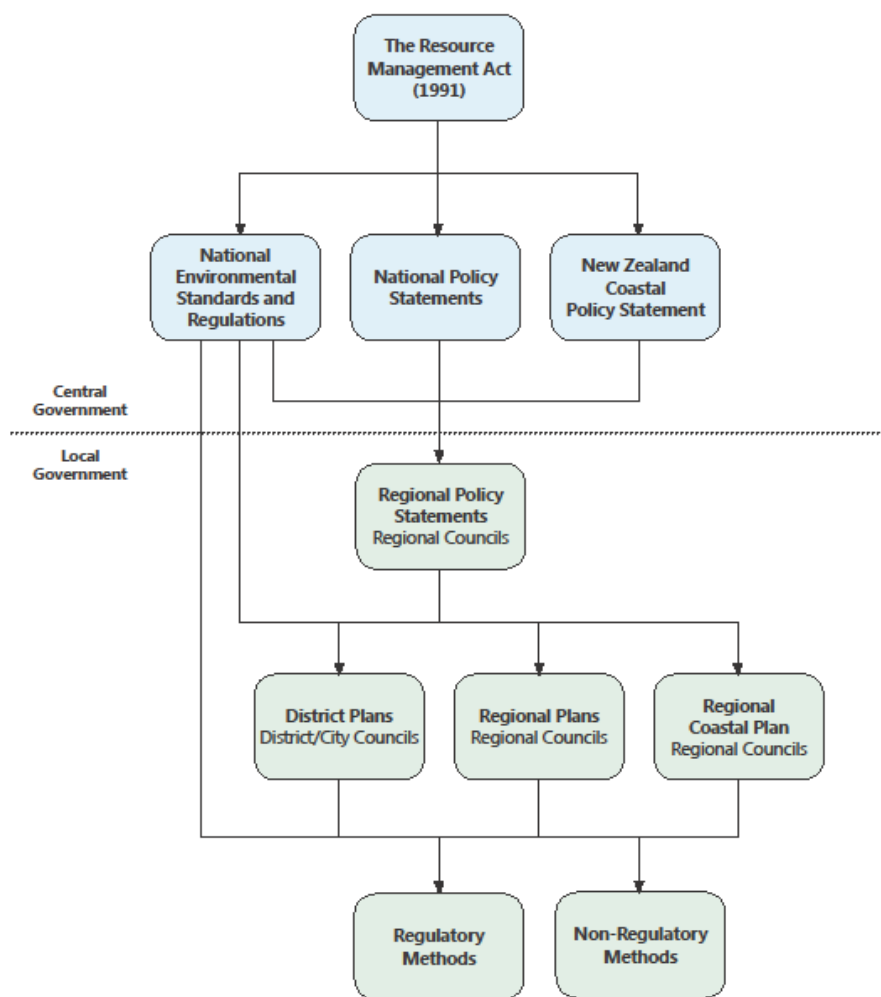 The Resource
Management Act
(1991)
National
Environmental
Standards and
Regulations
National Policy
Statements
New Zealand
Coastal
Policy Statement
Central
Government
Local
Government
Regional Policy
Statements
Regional Councils
District Plans
District/City Councils
Regional Plans
Regional Councils
Regional
Coastal Plan
Regional Councils
Regulatory
Methods
Non-Regulatory
Methods